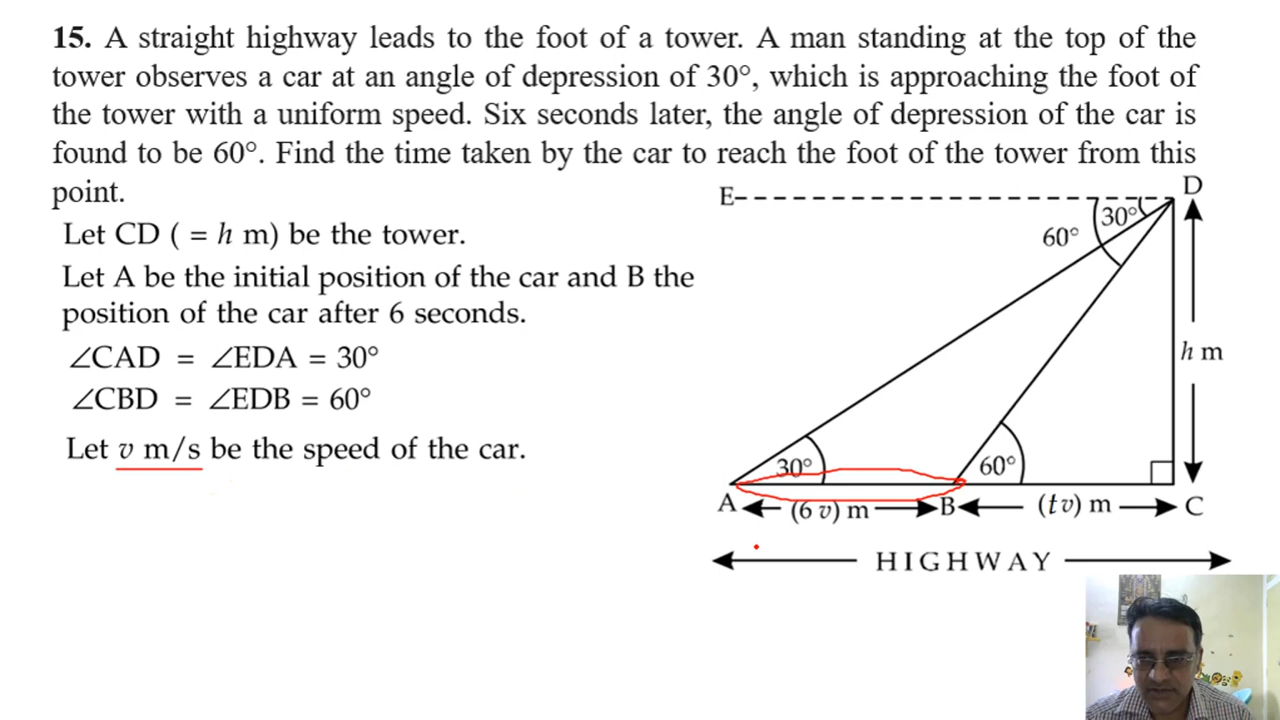 15. A straight highway leads to the foot of a tower. A man standing at the top of the
tower observes a car at an angle of depression of 30°, which is approaching the foot of
the tower with a uniform speed. Six seconds later, the angle of depression of the car is
found to be 60°. Find the time taken by the car to reach the foot of the tower from this
point.
Let CD ( = h m) be the tower.
Let A be the initial position of the car and B the
position of the car after 6 seconds.
∠CAD = ∠EDA = 30°
∠CBD = ∠EDB = 60°
Let v m/s be the speed of the car.
E
D
30°
60°
h m
30°
60°
A
(6 v) m
B
(t v) m
C
HIGHWAY